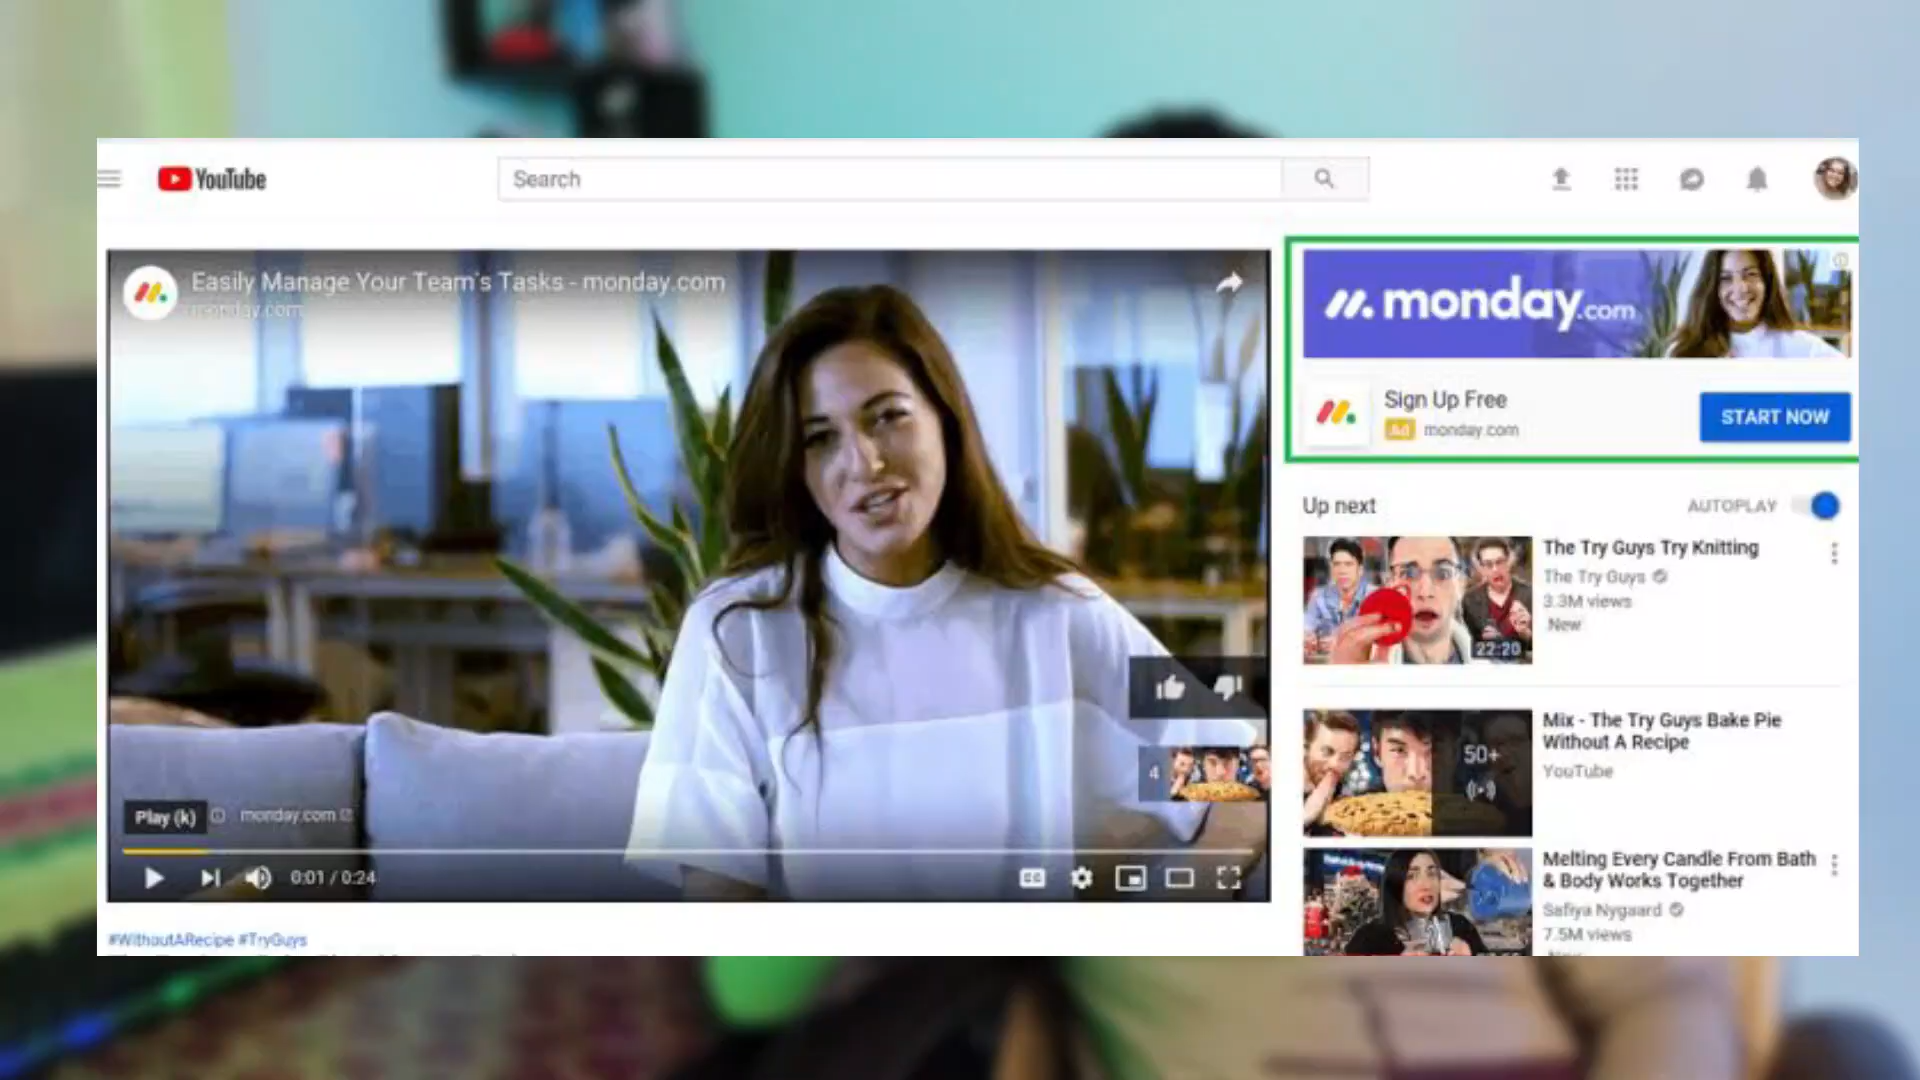 YouTube
Search
Easily Manage Your Team's Tasks - monday.com
monday.com
monday.com
Sign Up Free
Ad monday.com
START NOW
Up next
AUTOPLAY
The Try Guys Try Knitting
The Try Guys
3.3M views
New
22:20
Mix - The Try Guys Bake Pie
Without A Recipe
YouTube
50+
4
Play (k)
monday.com
0:01 / 0:24
CC
Melting Every Candle From Bath
& Body Works Together
Safiya Nygaard
7.5M views
#WithoutARecipe #TryGuys